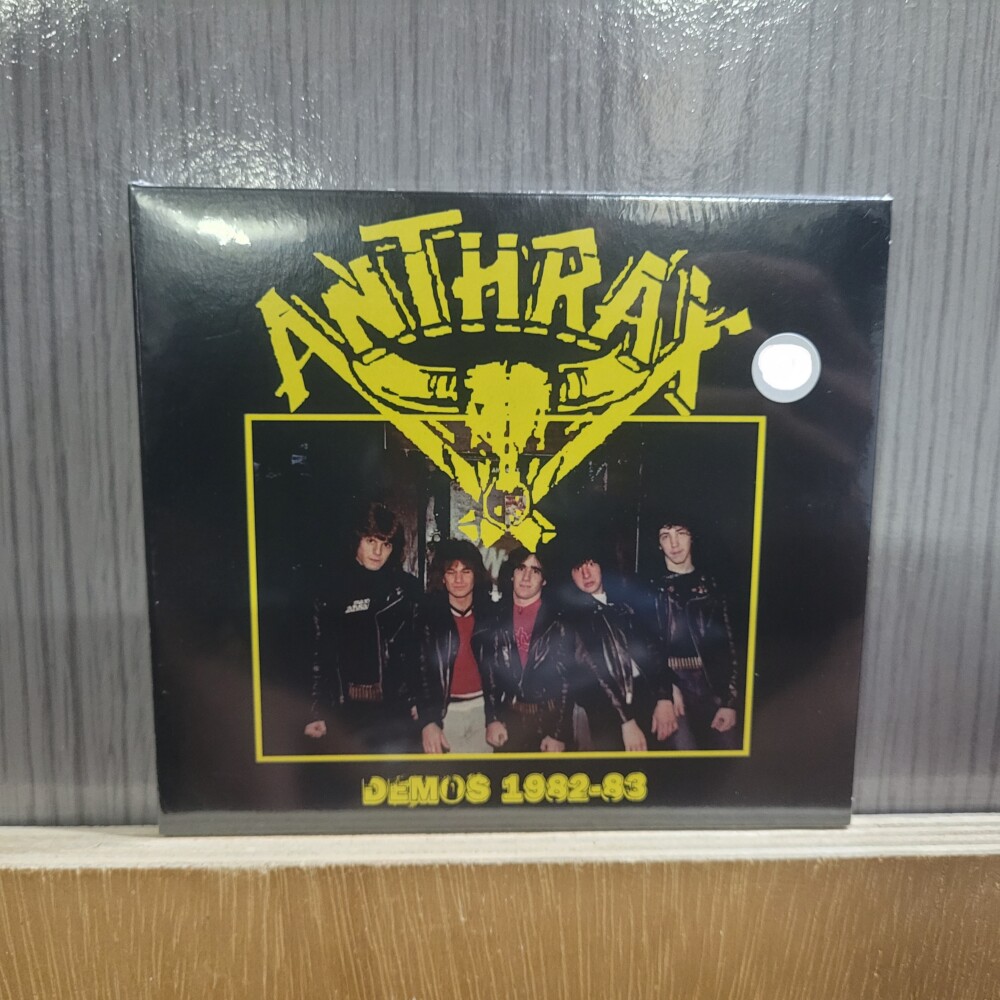 ANTHRAX
DEMOS 1982-83